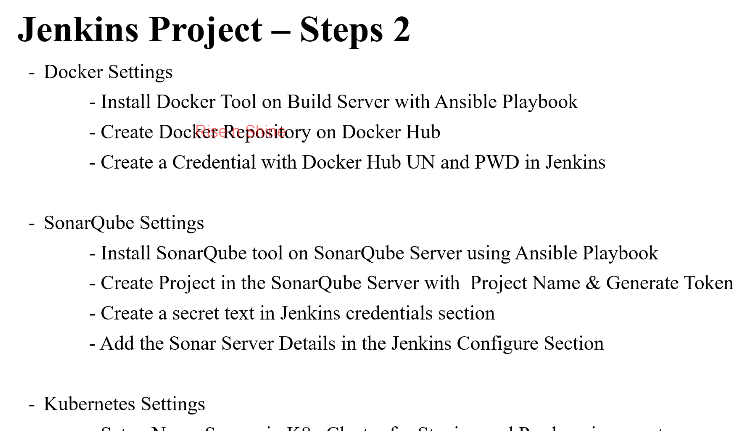 Jenkins Project – Steps 2
- Docker Settings
- Install Docker Tool on Build Server with Ansible Playbook
- Create Docker Repository on Docker Hub
Rise n Shine
- Create a Credential with Docker Hub UN and PWD in Jenkins
- SonarQube Settings
- Install SonarQube tool on SonarQube Server using Ansible Playbook
- Create Project in the SonarQube Server with Project Name & Generate Token
- Create a secret text in Jenkins credentials section
- Add the Sonar Server Details in the Jenkins Configure Section
- Kubernetes Settings